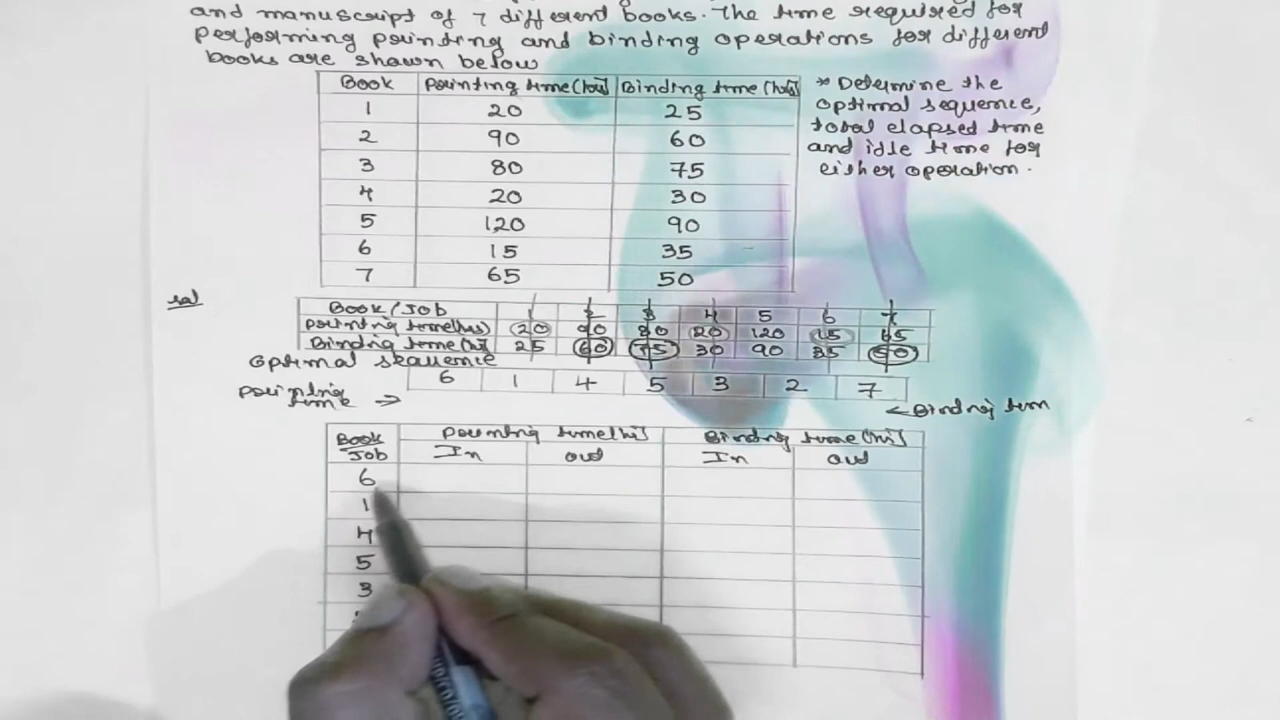 and manuscript of 7 different books. The time required for
performing printing and binding operations for different
books are shown below
Book Printing time (hrs) Binding time (hrs)
1 20 25
2 90 60
3 80 75
4 20 30
5 120 90
6 15 35
7 65 50
* Determine the
optimal sequence,
total elapsed time
and idle time for
either operation.
sol
Book/Job 1 2 3 4 5 6 7
Printing time (hrs) 20 90 80 20 120 15 65
Binding time (hr) 25 60 75 30 90 35 50
Optimal sequence
6 1 4 5 3 2 7
Printing time →
← Binding time
Book/Job Printing time (hr) Binding time (hr)
In out In out
6
1
4
5
3